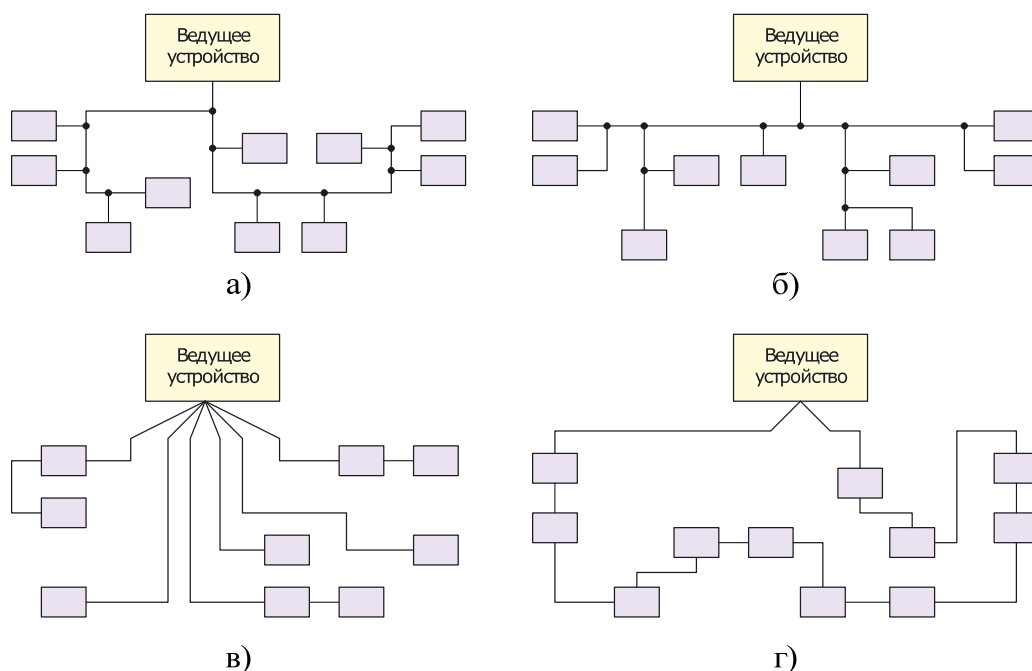 Ведущее
устройство
Ведущее
устройство
а)
б)
Ведущее
устройство
Ведущее
устройство
в)
г)